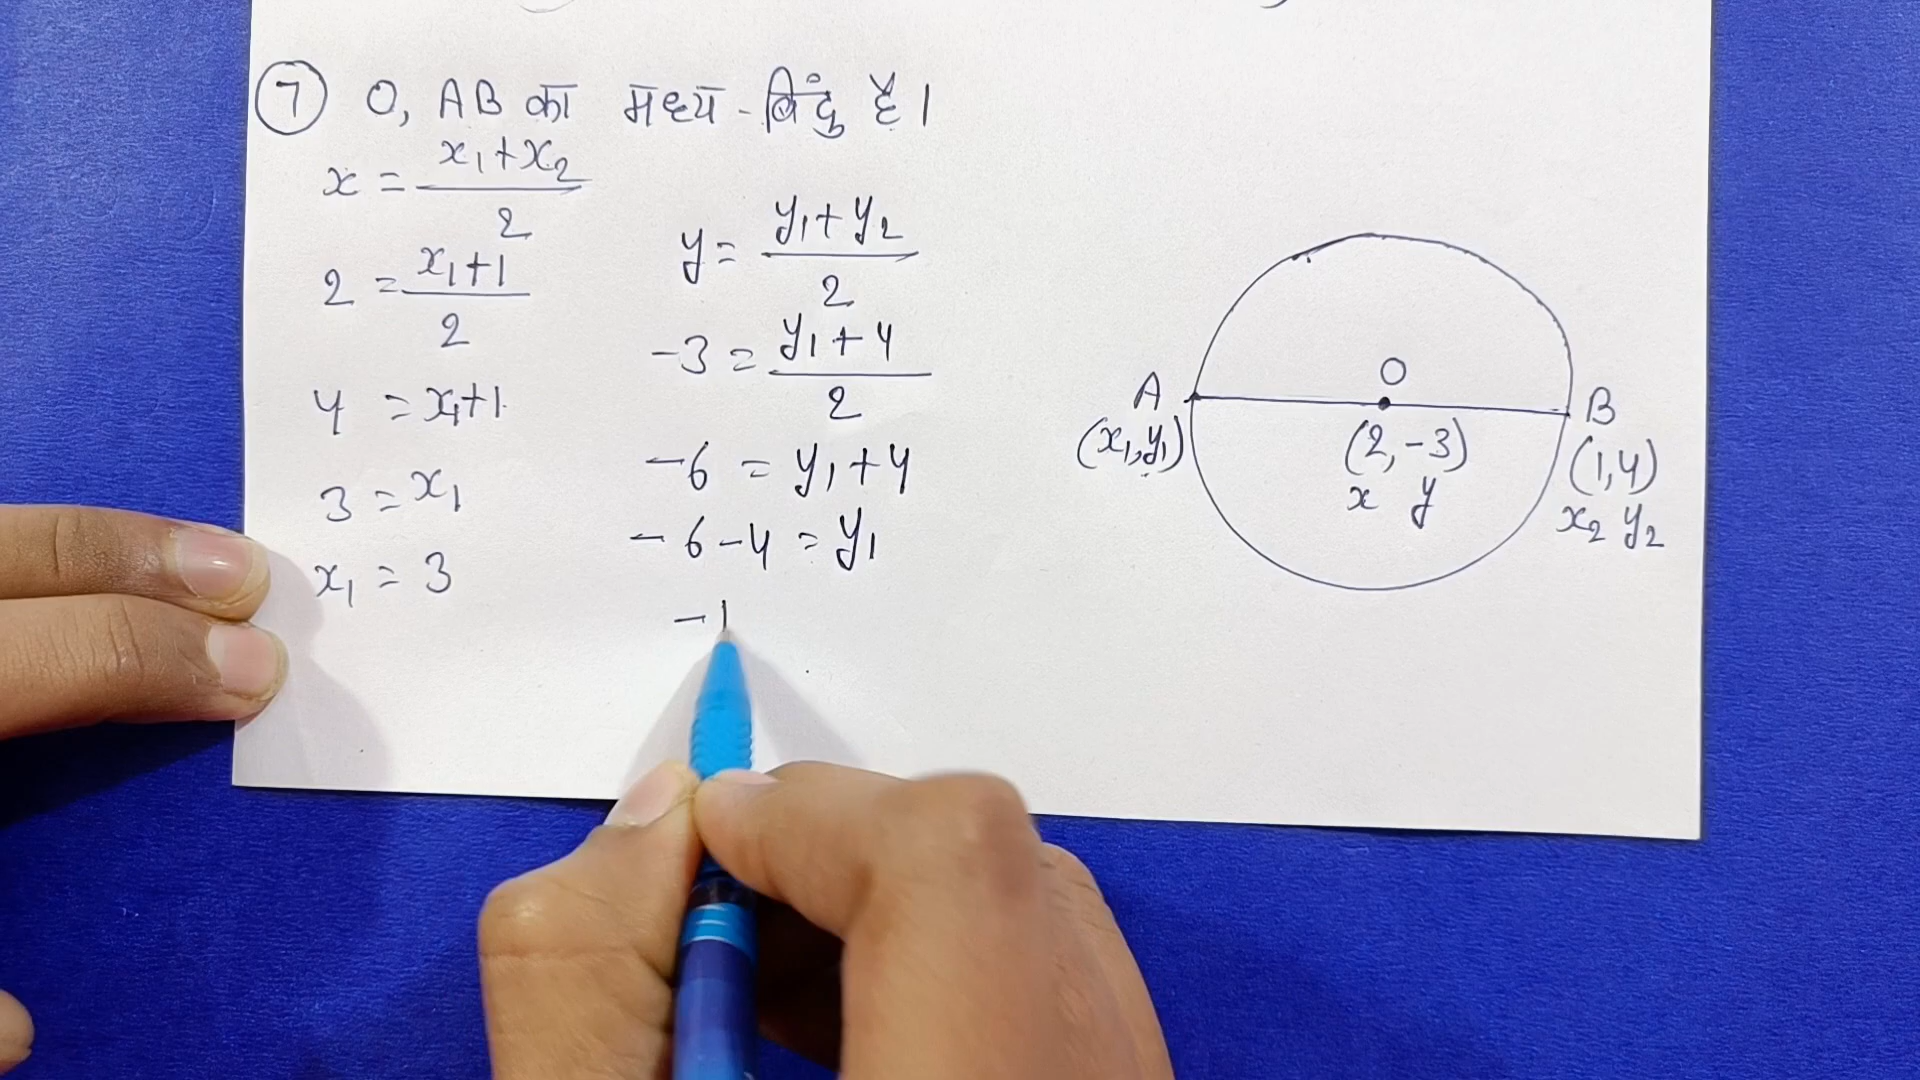 7 O, AB का मध्य-बिंदु है।
x = (x₁+x₂)/2
2 = (x₁+1)/2
4 = x₁+1
3 = x₁
x₁ = 3
y = (y₁+y₂)/2
-3 = (y₁+4)/2
-6 = y₁+4
-6-4 = y₁
-1
O
A
B
(x₁,y₁)
(2,-3)
x y
(1,4)
x₂ y₂